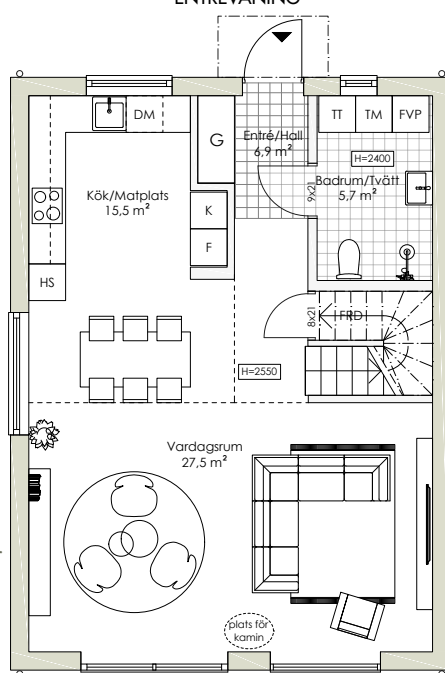 ENTRÉVÅNING
DM
G
Entré/Hall
6,9 m²
TT
TM
FVP
H=2400
Badrum/Tvätt
5,7 m²
9x21
Kök/Matplats
15,5 m²
K
F
HS
8x21
FRD
H=2550
Vardagsrum
27,5 m²
plats för
kamin